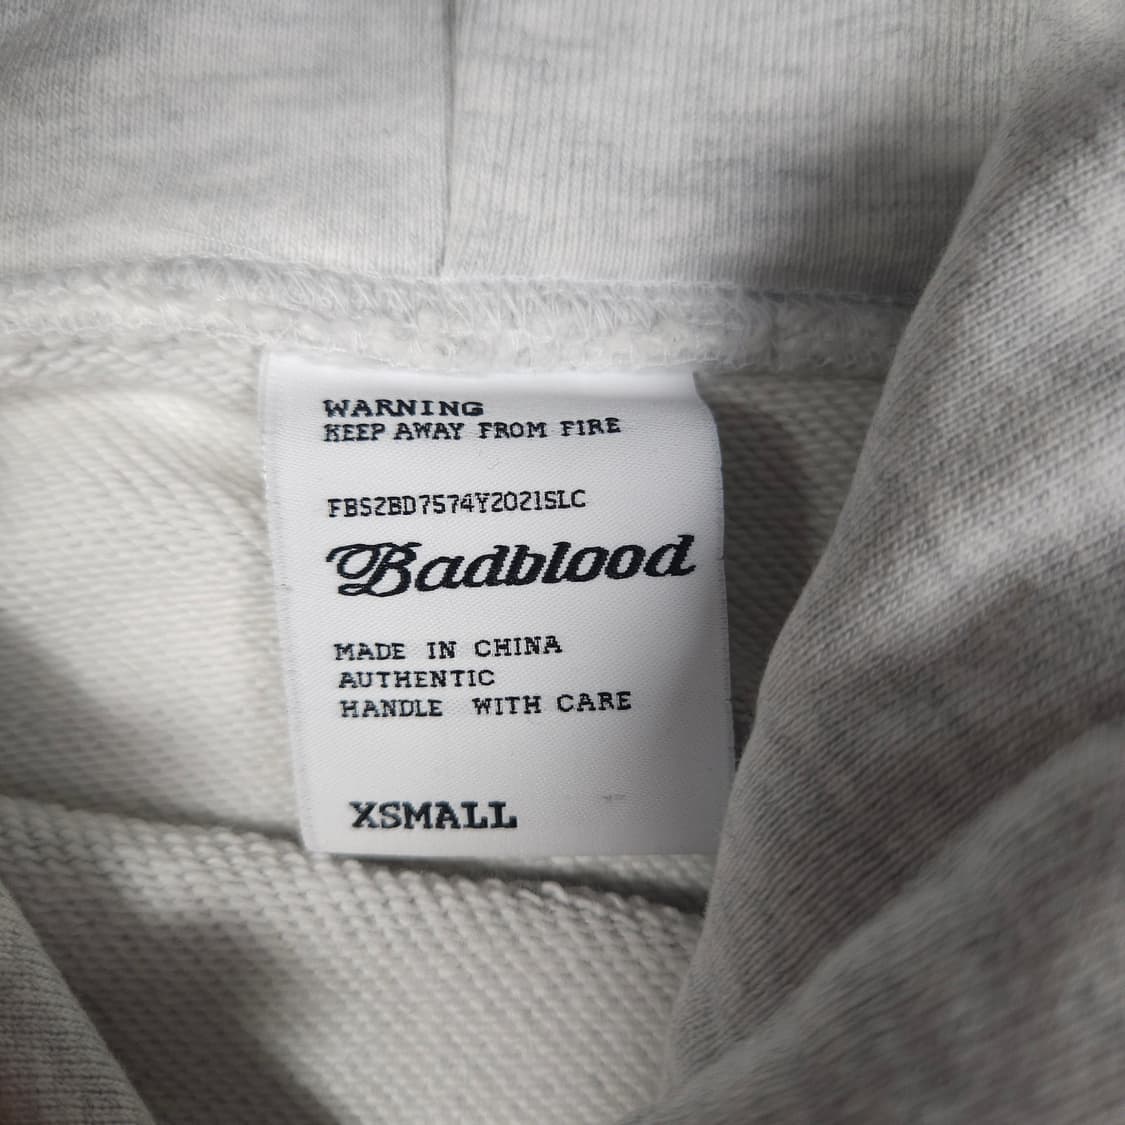 WARNING
KEEP AWAY FROM FIRE
FBS2BD7574Y2021SLC
Badblood
MADE IN CHINA
AUTHENTIC
HANDLE WITH CARE
XSMALL